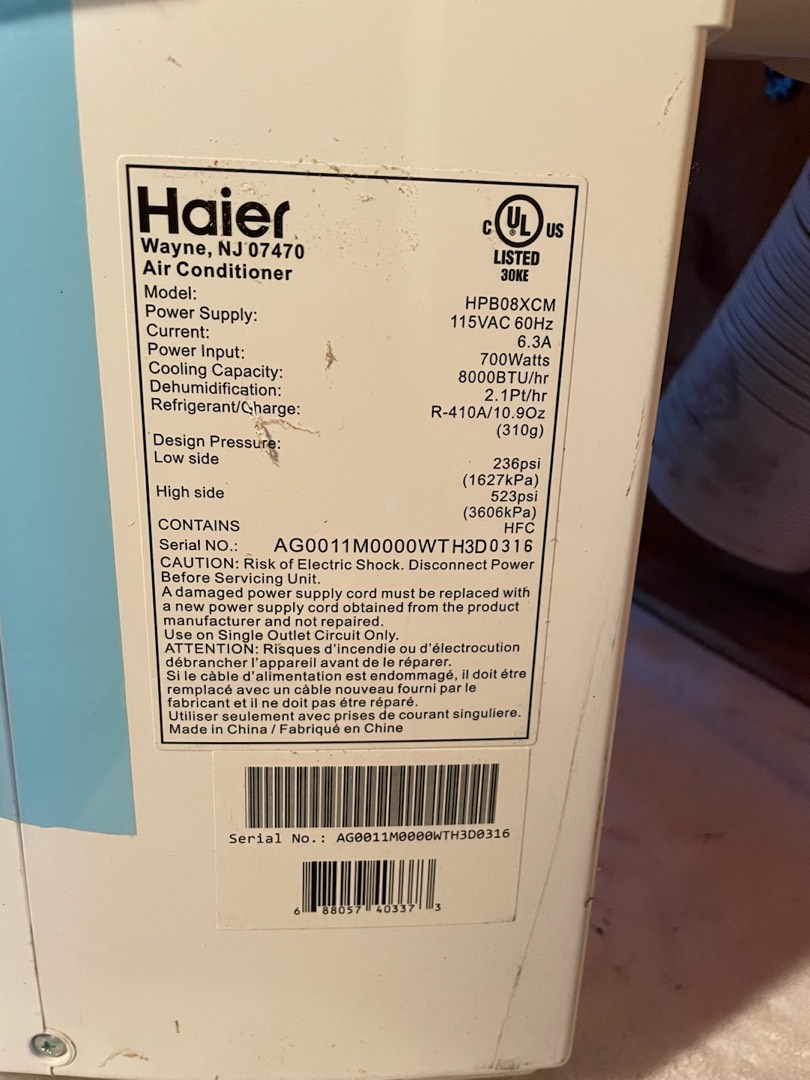 Haier
Wayne, NJ 07470
Air Conditioner
C UL US
LISTED
30KE
Model: HPB08XCM
Power Supply: 115VAC 60Hz
Current: 6.3A
Power Input: 700Watts
Cooling Capacity: 8000BTU/hr
Dehumidification: 2.1Pt/hr
Refrigerant/Charge: R-410A/10.9Oz
(310g)
Design Pressure:
Low side 236psi
(1627kPa)
High side 523psi
(3606kPa)
CONTAINS HFC
Serial NO.: AG0011M0000WTH3D0316
CAUTION: Risk of Electric Shock. Disconnect Power
Before Servicing Unit.
A damaged power supply cord must be replaced with
a new power supply cord obtained from the product
manufacturer and not repaired.
Use on Single Outlet Circuit Only.
ATTENTION: Risques d'incendie ou d'électrocution
débrancher l'appareil avant de le réparer.
Si le càble d'alimentation est endommagé, il doit étre
remplacé avec un càble nouveau fourni par le
fabricant et il ne doit pas étre réparé.
Utiliser seulement avec prises de courant singuliere.
Made in China / Fabriqué en Chine
Serial No.: AG0011M0000WTH3D0316
6 88057 40337 3